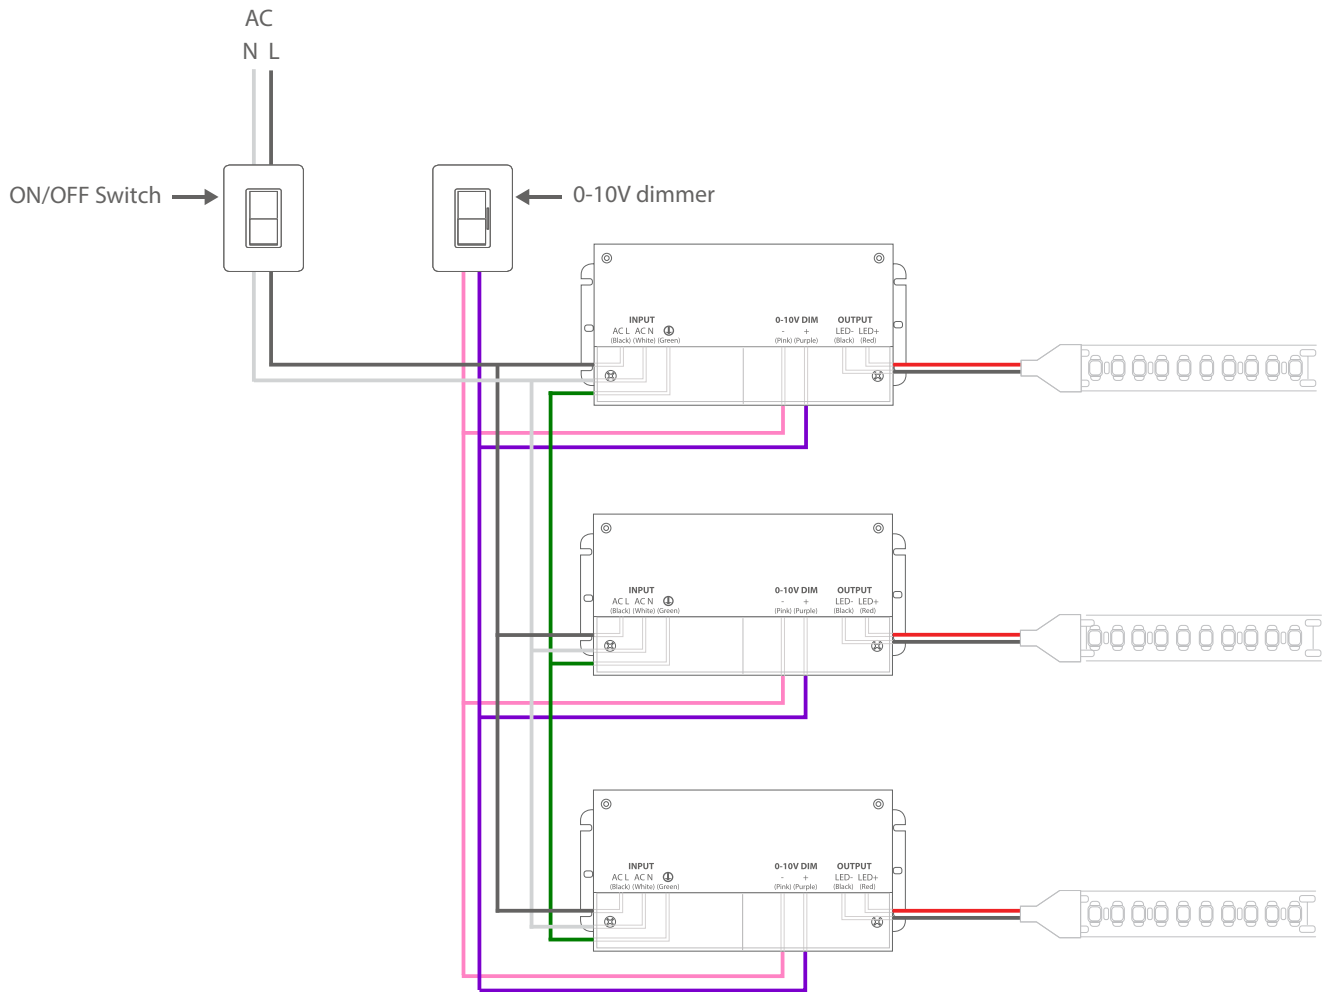 AC
N L
ON/OFF Switch
0-10V dimmer
INPUT 0-10V DIM OUTPUT
AC L AC N - + LED- LED+
(Black) (White) (Green) (Pink) (Purple) (Black) (Red)
INPUT 0-10V DIM OUTPUT
AC L AC N - + LED- LED+
(Black) (White) (Green) (Pink) (Purple) (Black) (Red)
INPUT 0-10V DIM OUTPUT
AC L AC N - + LED- LED+
(Black) (White) (Green) (Pink) (Purple) (Black) (Red)